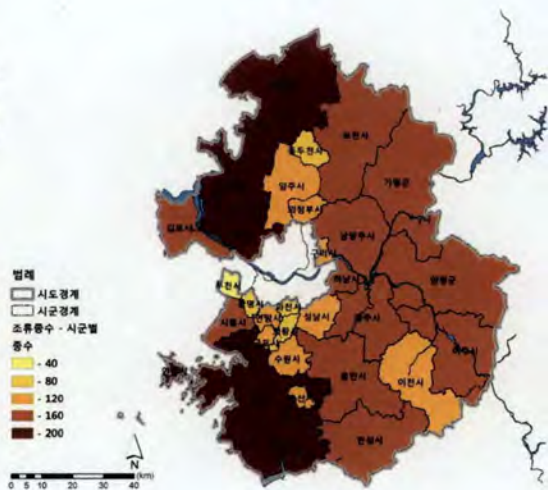 포천시
동두천시
가평군
양주시
의정부시
김포시
남양주시
구리시
하남시
양평군
부천시
광명시
과천시
안양시
시흥시
성남시
광주시
여주시
수원시
용인시
이천시
안성시
범례
시도경계
시군경계
조류종수 - 시군별
종수
- 40
- 80
- 120
- 160
- 200
N
0 5 10 20 30 40 (km)